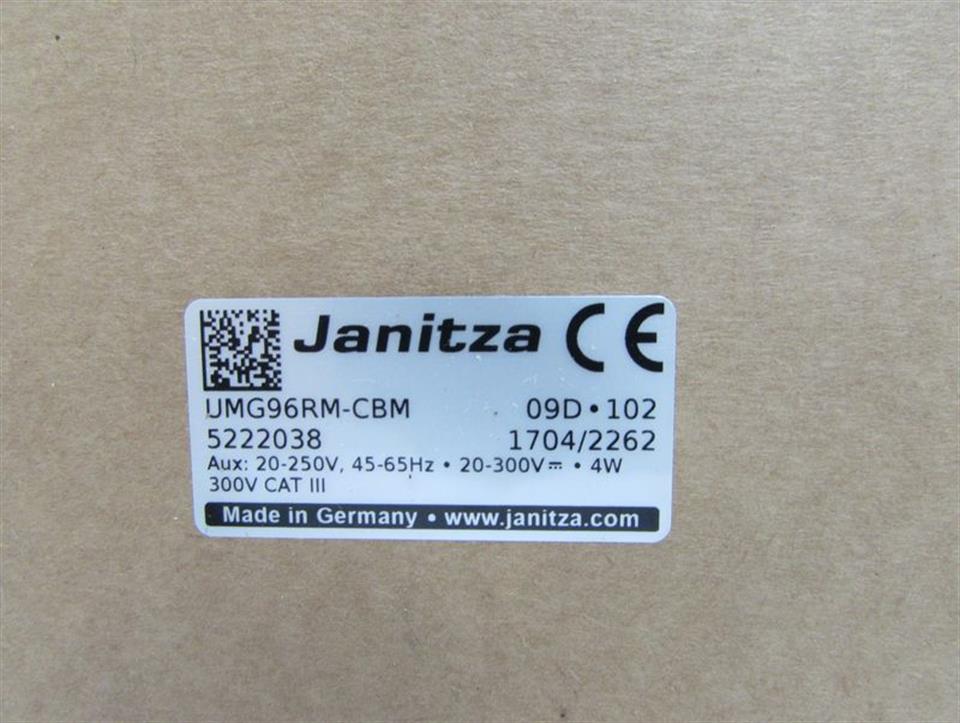 Janitza CE
UMG96RM-CBM 09D • 102
5222038 1704/2262
Aux: 20-250V, 45-65Hz • 20-300V⎓ • 4W
300V CAT III
Made in Germany • www.janitza.com